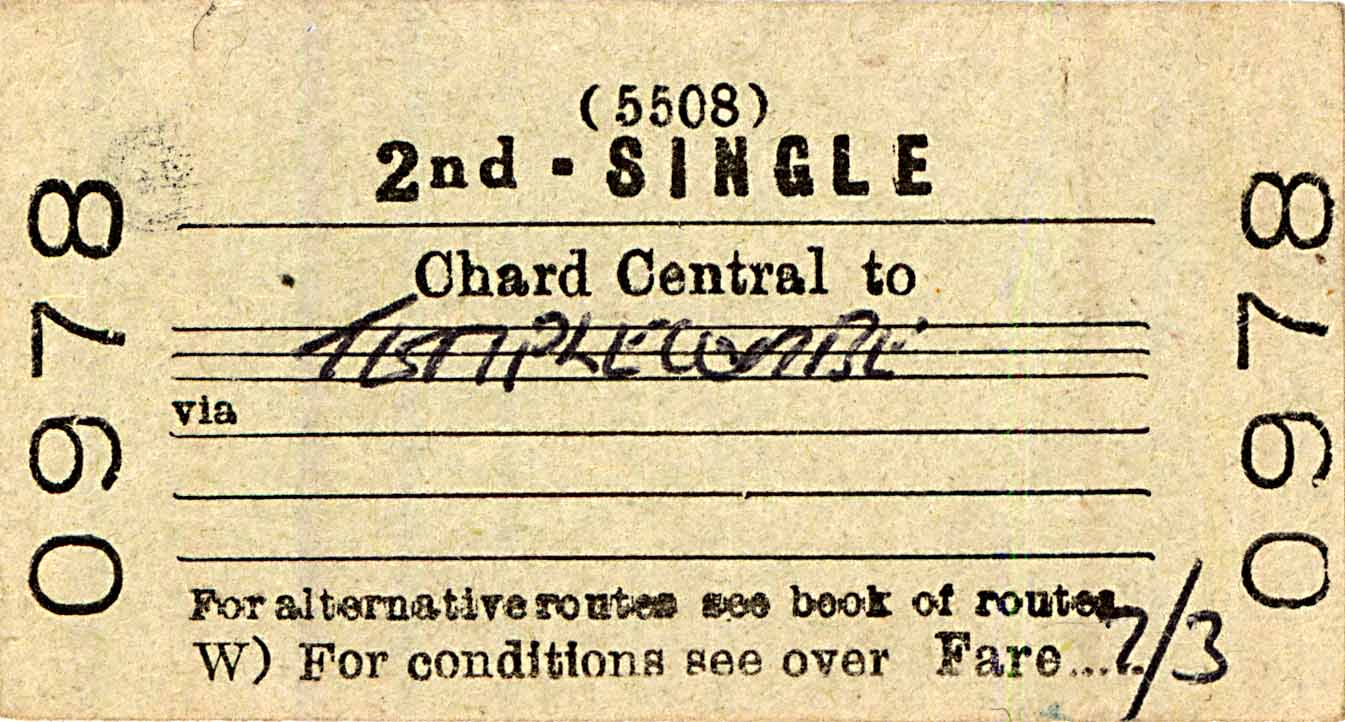 (5508)
2nd - SINGLE
Chard Central to
TEMPLECOMBE
via
For alternative routes see book of routes
W) For conditions see over Fare....7/3
0978
0978